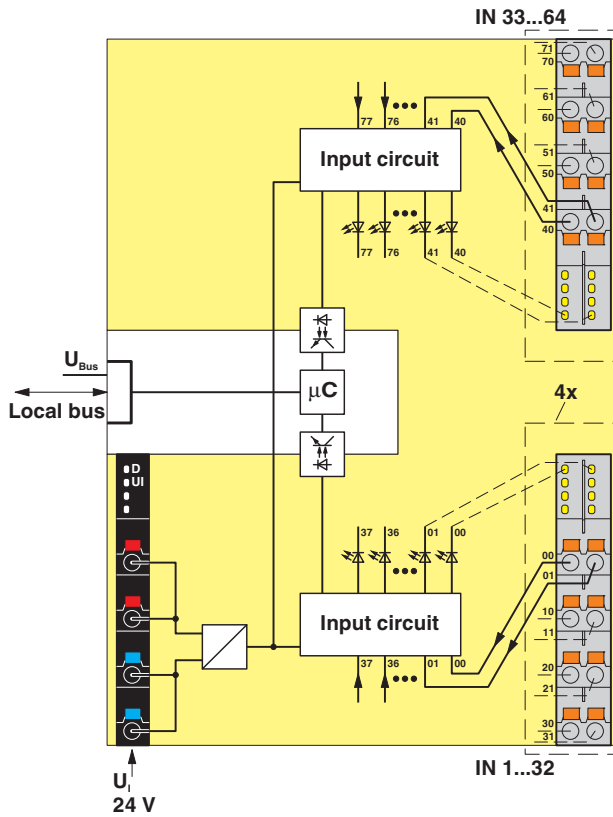 IN 33...64
71
70
61
60
51
50
41
40
77 76 41 40
Input circuit
77 76 41 40
UBus
Local bus
μC
4x
D
UI
37 36 01 00
Input circuit
37 36 01 00
00
01
10
11
20
21
30
31
IN 1...32
UI
24 V